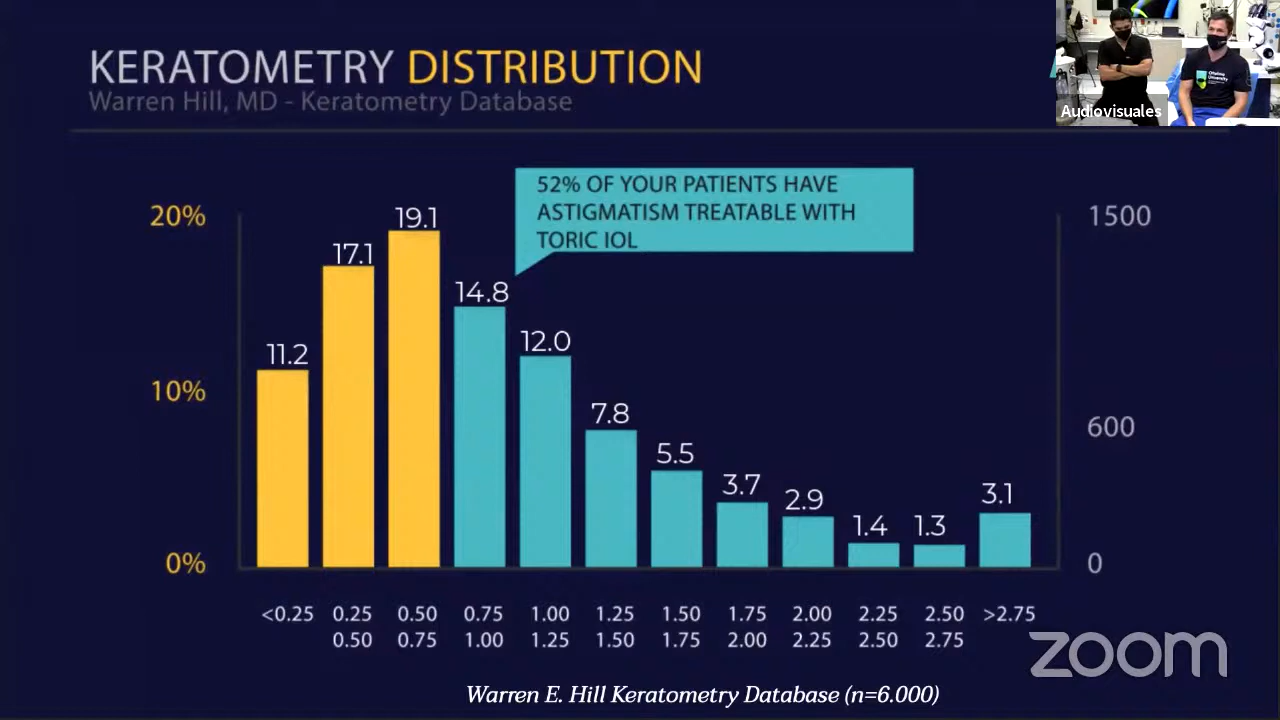 KERATOMETRY DISTRIBUTION
Warren Hill, MD - Keratometry Database
Audiovisuales
52% OF YOUR PATIENTS HAVE
ASTIGMATISM TREATABLE WITH
TORIC IOL
20%
10%
0%
1500
600
0
11.2
17.1
19.1
14.8
12.0
7.8
5.5
3.7
2.9
1.4
1.3
3.1
<0.25 0.25 0.50 0.75 1.00 1.25 1.50 1.75 2.00 2.25 2.50 >2.75
0.50 0.75 1.00 1.25 1.50 1.75 2.00 2.25 2.50 2.75
zoom
Warren E. Hill Keratometry Database (n=6.000)